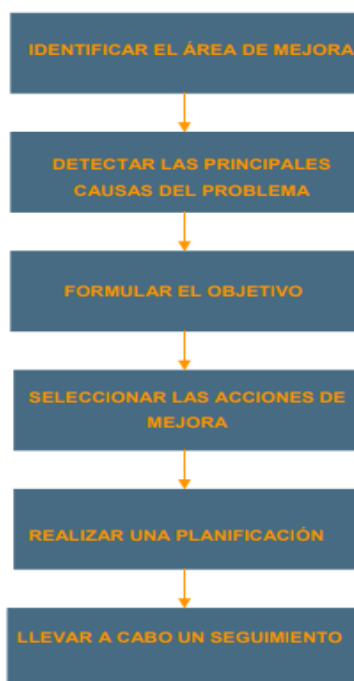 IDENTIFICAR EL ÁREA DE MEJORA
DETECTAR LAS PRINCIPALES
CAUSAS DEL PROBLEMA
FORMULAR EL OBJETIVO
SELECCIONAR LAS ACCIONES DE
MEJORA
REALIZAR UNA PLANIFICACIÓN
LLEVAR A CABO UN SEGUIMIENTO